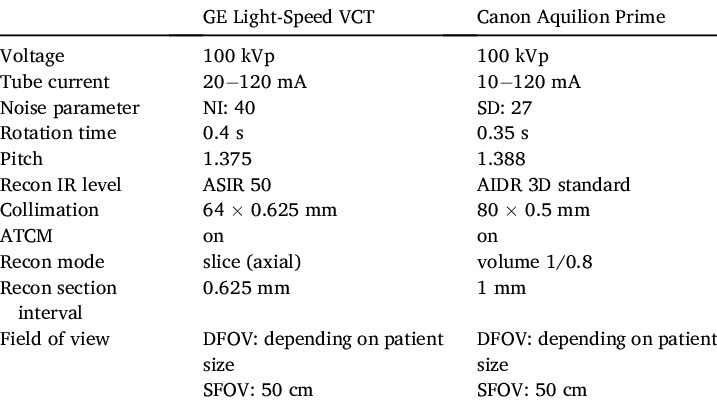 GE Light-Speed VCT Canon Aquilion Prime
Voltage 100 kVp 100 kVp
Tube current 20−120 mA 10−120 mA
Noise parameter NI: 40 SD: 27
Rotation time 0.4 s 0.35 s
Pitch 1.375 1.388
Recon IR level ASIR 50 AIDR 3D standard
Collimation 64 × 0.625 mm 80 × 0.5 mm
ATCM on on
Recon mode slice (axial) volume 1/0.8
Recon section 0.625 mm 1 mm
interval
Field of view DFOV: depending on patient DFOV: depending on patient
size size
SFOV: 50 cm SFOV: 50 cm